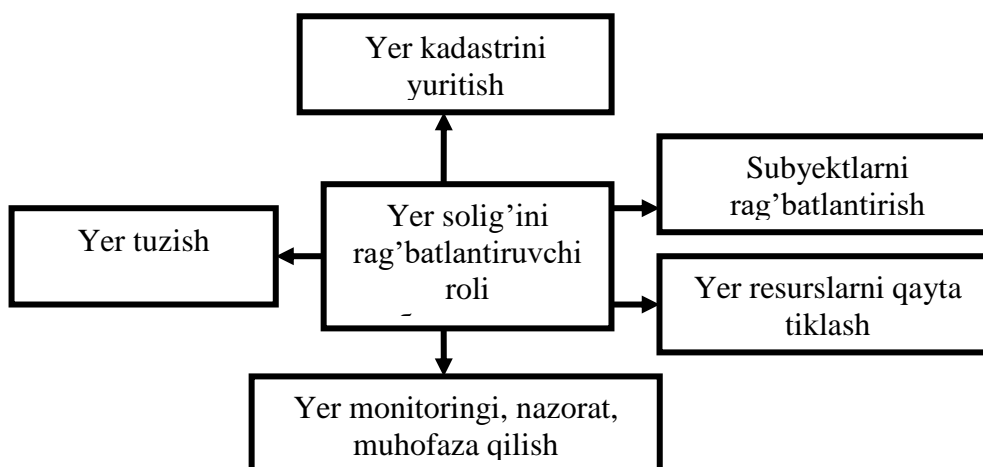 Yer kadastrini
yuritish
Subyektlarni
rag’batlantirish
Yer solig’ini
rag’batlantiruvchi
roli
Yer tuzish
Yer resurslarni qayta
tiklash
Yer monitoringi, nazorat,
muhofaza qilish